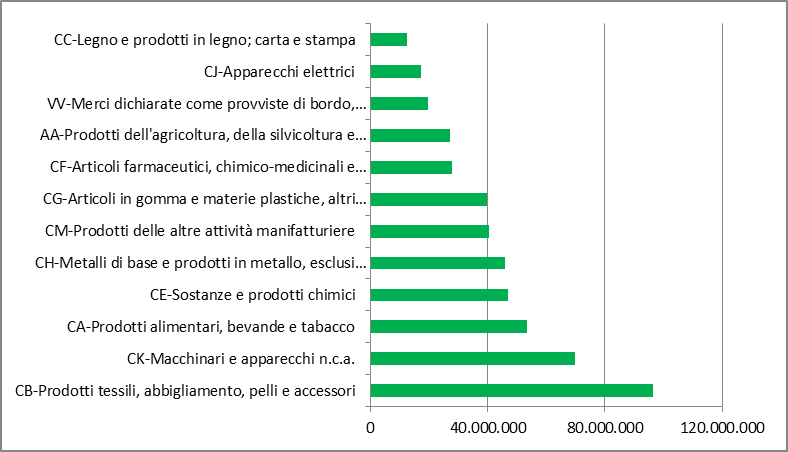 CC-Legno e prodotti in legno; carta e stampa
CJ-Apparecchi elettrici
VV-Merci dichiarate come provviste di bordo,...
AA-Prodotti dell'agricoltura, della silvicoltura e...
CF-Articoli farmaceutici, chimico-medicinali e...
CG-Articoli in gomma e materie plastiche, altri...
CM-Prodotti delle altre attività manifatturiere
CH-Metalli di base e prodotti in metallo, esclusi...
CE-Sostanze e prodotti chimici
CA-Prodotti alimentari, bevande e tabacco
CK-Macchinari e apparecchi n.c.a.
CB-Prodotti tessili, abbigliamento, pelli e accessori
0 40.000.000 80.000.000 120.000.000